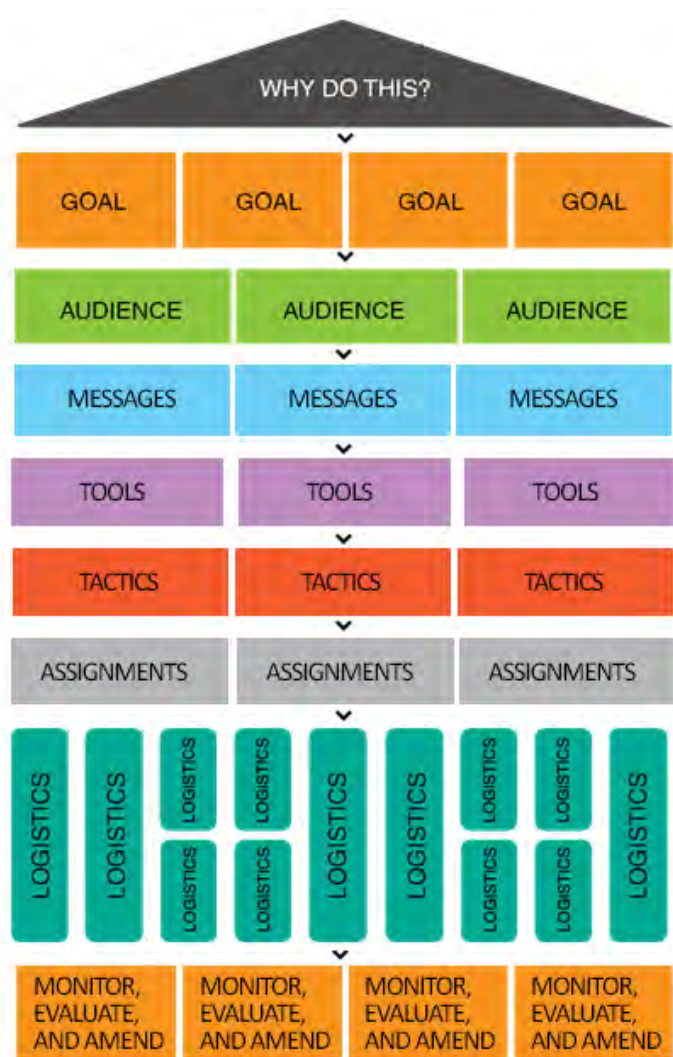 WHY DO THIS?
GOAL GOAL GOAL GOAL
AUDIENCE AUDIENCE AUDIENCE
MESSAGES MESSAGES MESSAGES
TOOLS TOOLS TOOLS
TACTICS TACTICS TACTICS
ASSIGNMENTS ASSIGNMENTS ASSIGNMENTS
LOGISTICS
LOGISTICS
LOGISTICS
LOGISTICS
LOGISTICS
LOGISTICS
LOGISTICS
LOGISTICS
LOGISTICS
LOGISTICS
LOGISTICS
LOGISTICS
LOGISTICS
MONITOR, MONITOR, MONITOR, MONITOR,
EVALUATE, EVALUATE, EVALUATE, EVALUATE,
AND AMEND AND AMEND AND AMEND AND AMEND